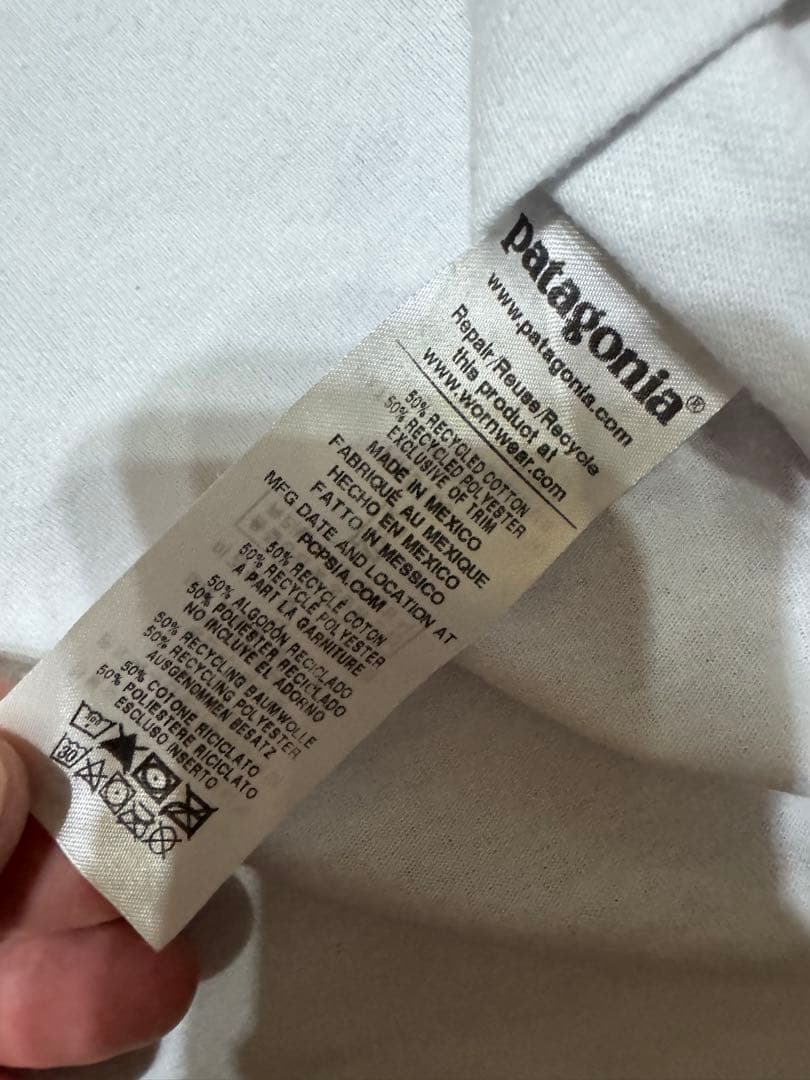 patagonia®
www.patagonia.com
Repair/Reuse/Recycle
this product at
www.wornwear.com
50% RECYCLED COTTON
50% RECYCLED POLYESTER
EXCLUSIVE OF TRIM
MADE IN MEXICO
FABRIQUÉ AU MEXIQUE
HECHO EN MEXICO
FATTO IN MESSICO
MFG DATE AND LOCATION AT
PCPSIA.COM
50% RECYCLE COTON
50% RECYCLE POLYESTER
A PART LA GARNITURE
50% ALGODÓN RECICLADO
50% POLIESTER RECICLADO
NO INCLUYE EL ADORNO
50% RECYCLING BAUMWOLLE
50% RECYCLING POLYESTER
AUSGENOMMEN BESATZ
50% COTONE RICICLATO
50% POLIESTERE RICICLATO
ESCLUSO INSERTO
30